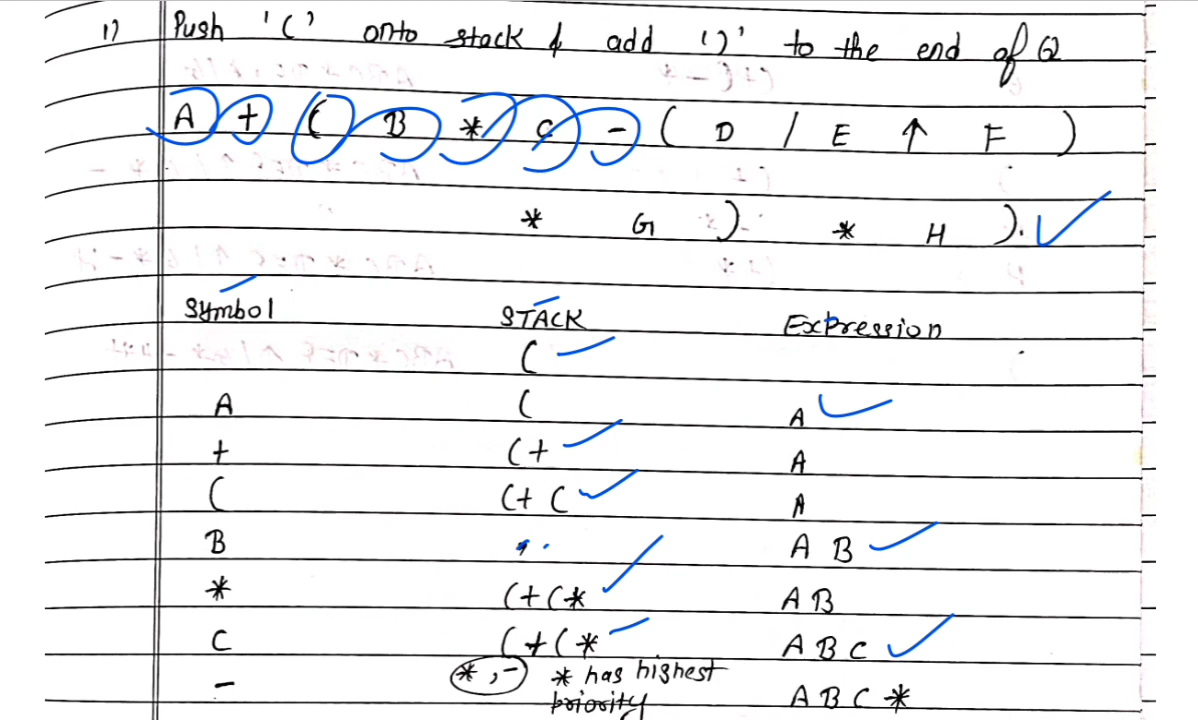 1) Push '(' onto stack & add ')' to the end of Q
A + ( B * C - ( D / E ↑ F )
* G ) * H ).
Symbol STACK Expression
(
A ( A
+ (+ A
( (+ ( A
B " A B
* (+(* A B
C (+(* A B C
- *,- * has highest priority A B C *